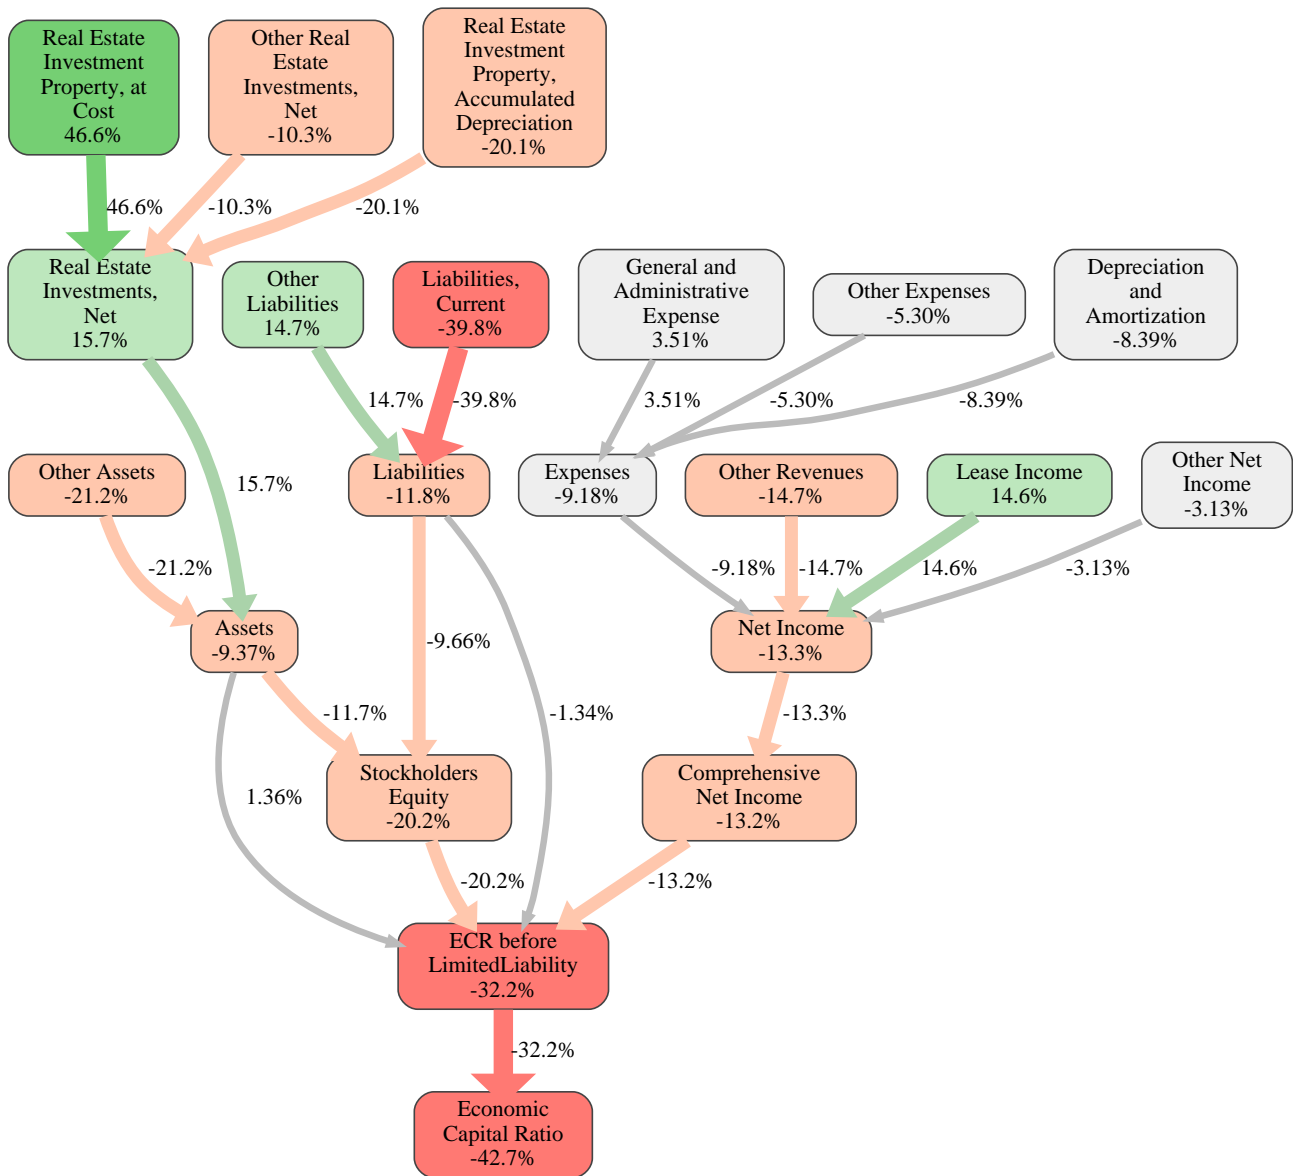 Real Estate
Investment
Property, at
Cost
46.6%
Other Real
Estate
Investments,
Net
-10.3%
Real Estate
Investment
Property,
Accumulated
Depreciation
-20.1%
46.6%
-10.3%
-20.1%
Real Estate
Investments,
Net
15.7%
Other
Liabilities
14.7%
Liabilities,
Current
-39.8%
General and
Administrative
Expense
3.51%
Other Expenses
-5.30%
Depreciation
and
Amortization
-8.39%
14.7%
-39.8%
3.51%
-5.30%
-8.39%
Other Assets
-21.2%
15.7%
Liabilities
-11.8%
Expenses
-9.18%
Other Revenues
-14.7%
Lease Income
14.6%
Other Net
Income
-3.13%
-21.2%
-9.18%
-14.7%
14.6%
-3.13%
Assets
-9.37%
-9.66%
-1.34%
Net Income
-13.3%
-11.7%
-13.3%
1.36%
Stockholders
Equity
-20.2%
Comprehensive
Net Income
-13.2%
-20.2%
-13.2%
ECR before
LimitedLiability
-32.2%
-32.2%
Economic
Capital Ratio
-42.7%